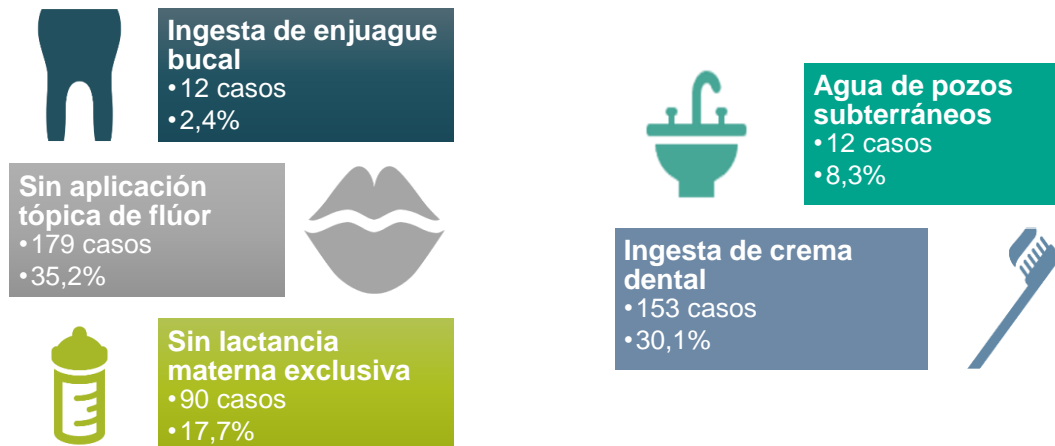 Ingesta de enjuague
bucal
•12 casos
•2,4%
Sin aplicación
tópica de flúor
•179 casos
•35,2%
Sin lactancia
materna exclusiva
•90 casos
•17,7%
Agua de pozos
subterráneos
•12 casos
•8,3%
Ingesta de crema
dental
•153 casos
•30,1%